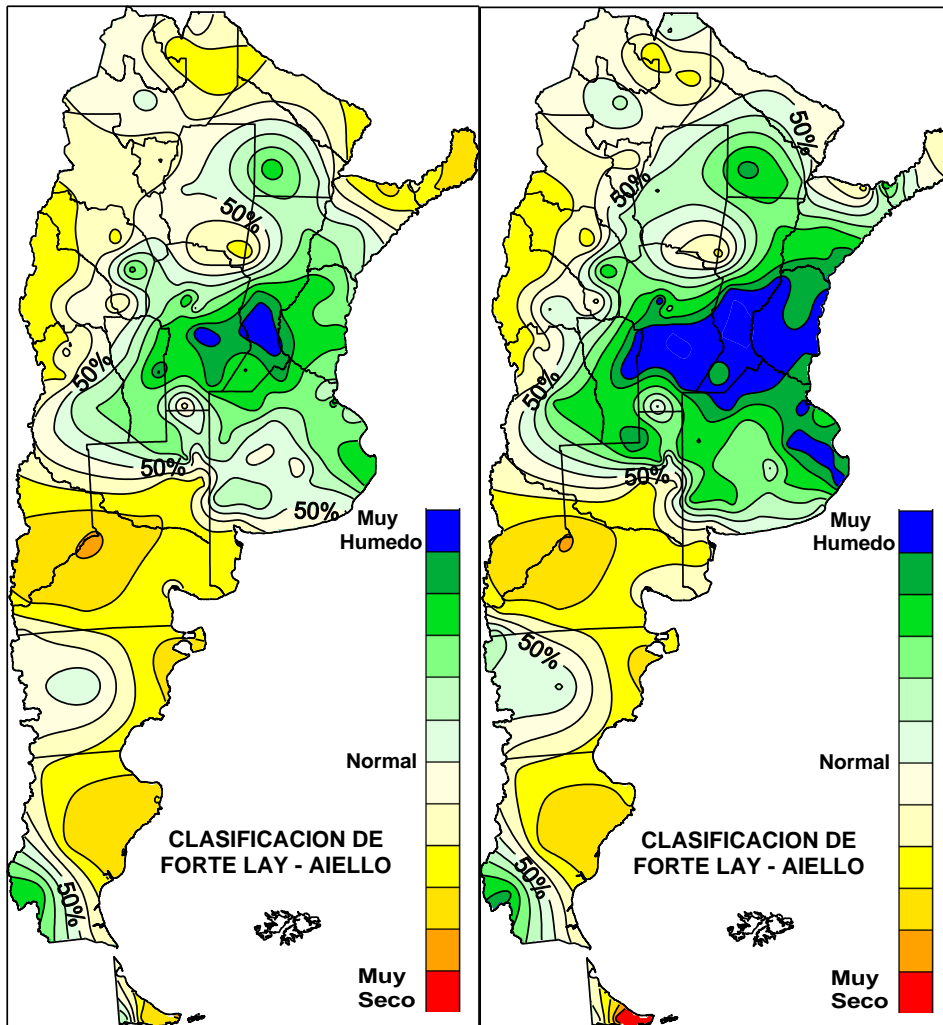 50%
50%
50%
50%
Muy
Humedo
Normal
CLASIFICACION DE
FORTE LAY - AIELLO
50%
Muy
Seco
50%
50%
50%
50%
Muy
Humedo
50%
Normal
CLASIFICACION DE
FORTE LAY - AIELLO
50%
Muy
Seco